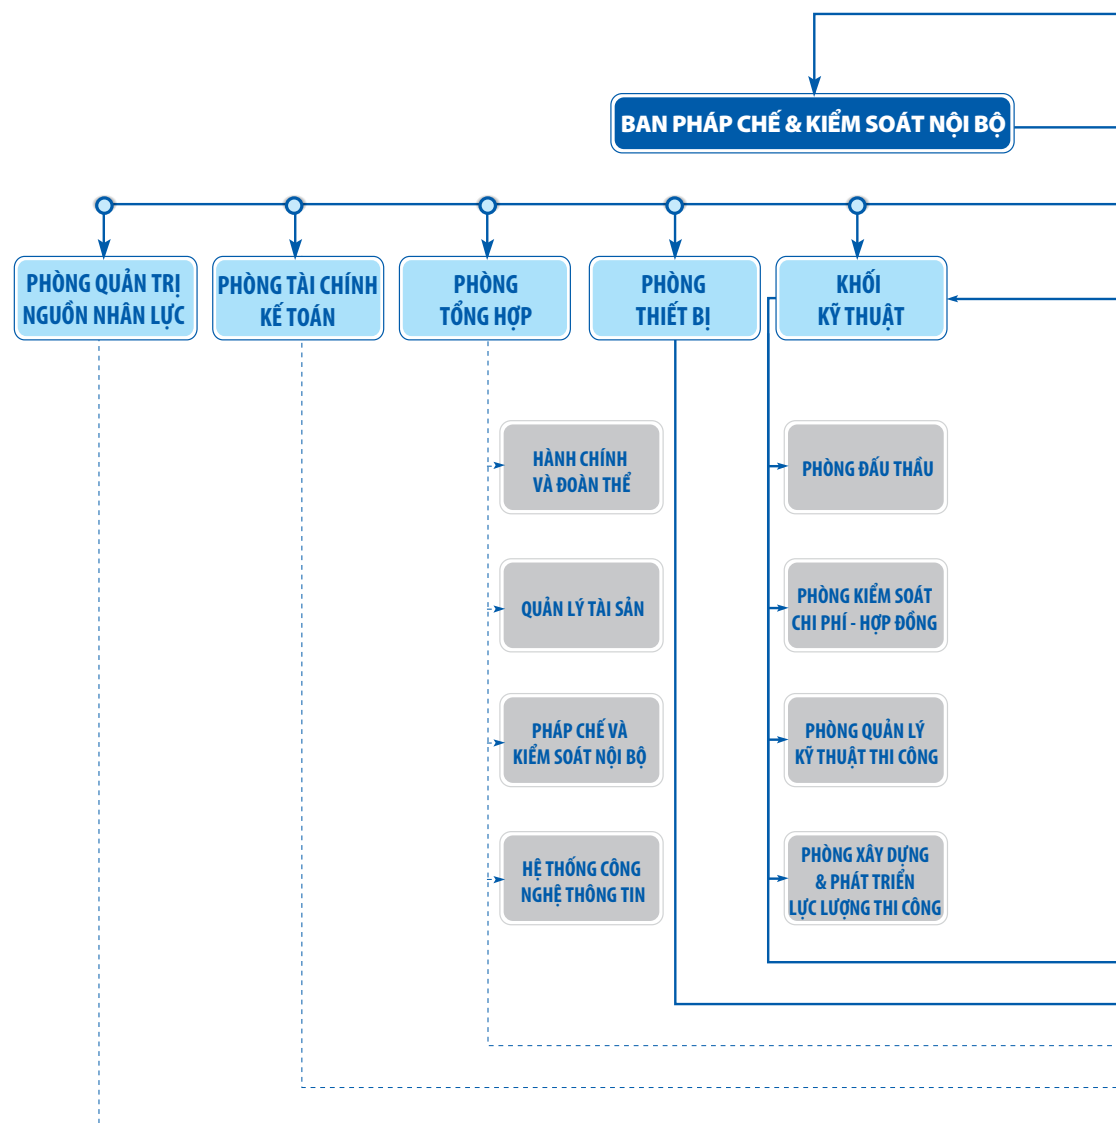 BAN PHÁP CHẾ & KIỂM SOÁT NỘI BỘ
PHÒNG QUẢN TRỊ
NGUỒN NHÂN LỰC
PHÒNG TÀI CHÍNH
KẾ TOÁN
PHÒNG
TỔNG HỢP
PHÒNG
THIẾT BỊ
KHỐI
KỸ THUẬT
HÀNH CHÍNH
VÀ ĐOÀN THỂ
PHÒNG ĐẤU THẦU
QUẢN LÝ TÀI SẢN
PHÒNG KIỂM SOÁT
CHI PHÍ - HỢP ĐỒNG
PHÁP CHẾ VÀ
KIỂM SOÁT NỘI BỘ
PHÒNG QUẢN LÝ
KỸ THUẬT THI CÔNG
HỆ THỐNG CÔNG
NGHỆ THÔNG TIN
PHÒNG XÂY DỰNG
& PHÁT TRIỂN
LỰC LƯỢNG THI CÔNG